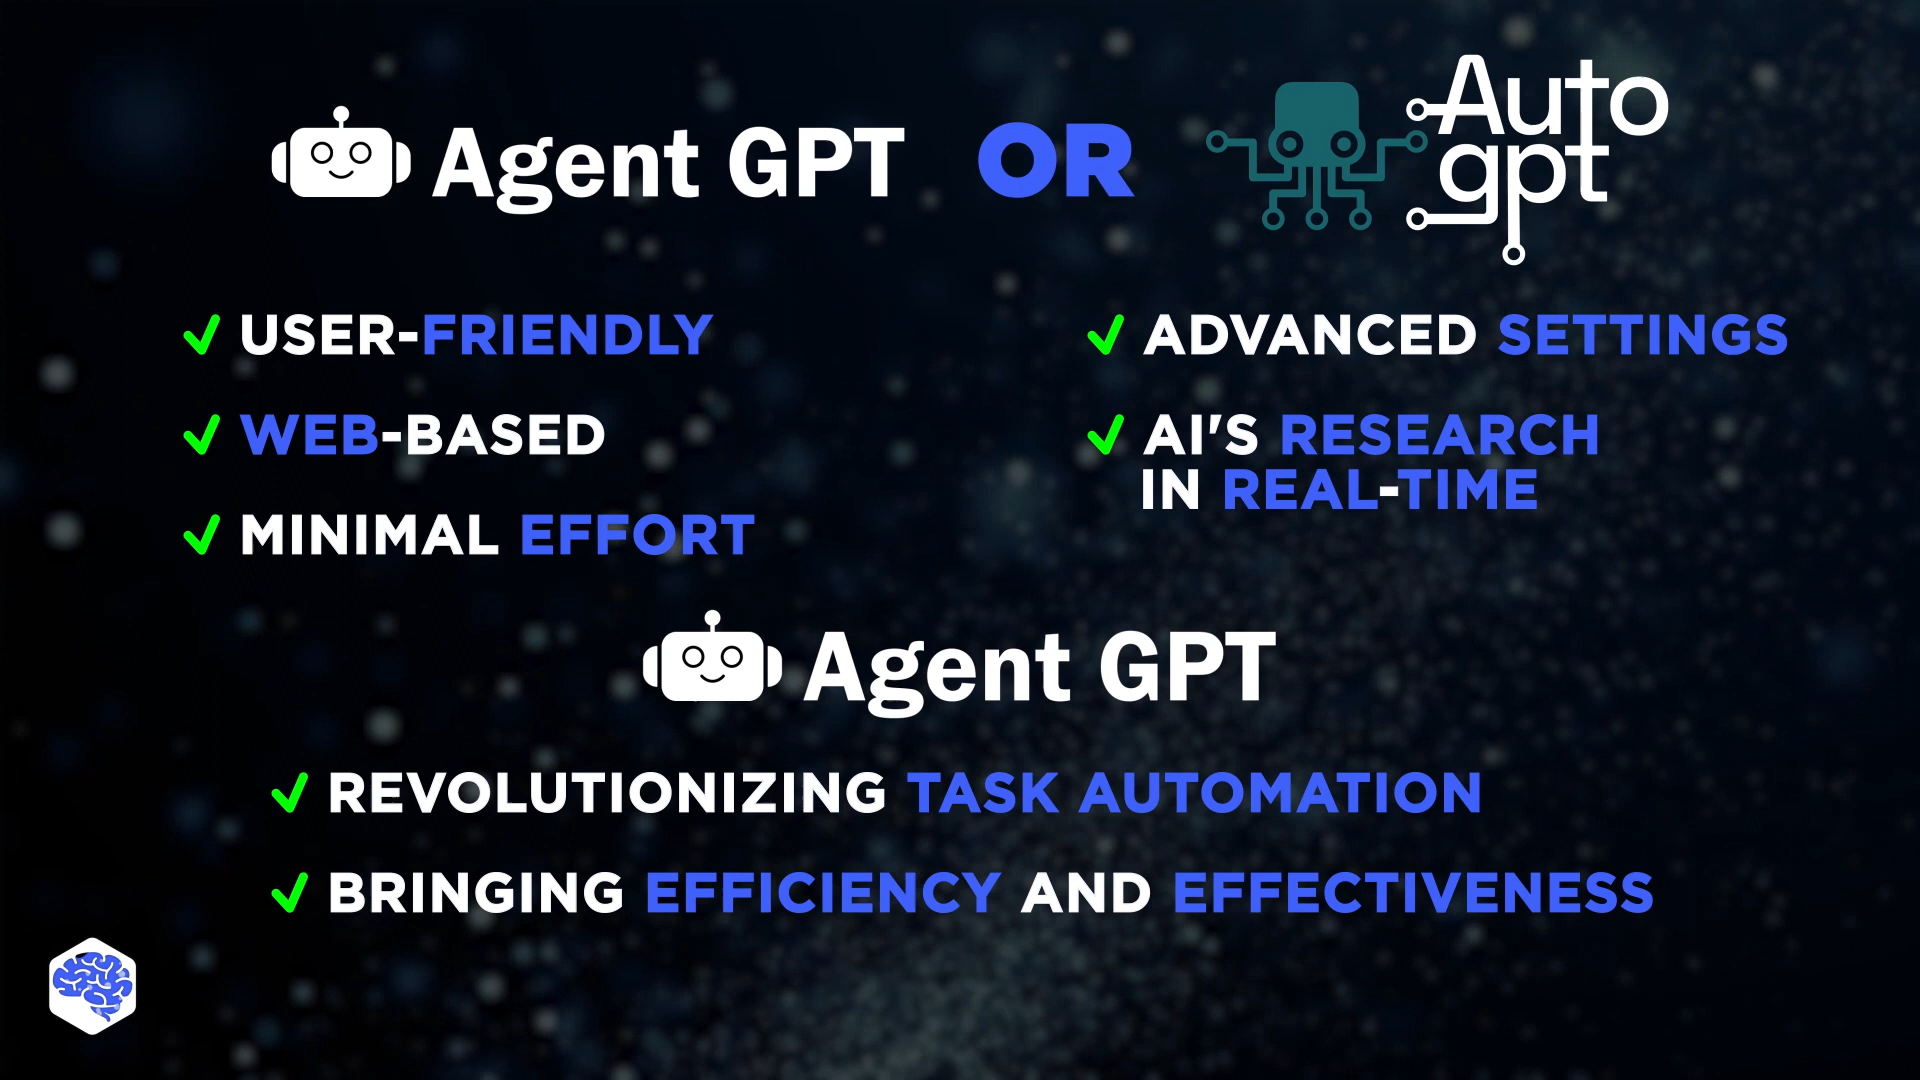 Agent GPT OR Auto gpt
USER-FRIENDLY
WEB-BASED
MINIMAL EFFORT
ADVANCED SETTINGS
AI'S RESEARCH
IN REAL-TIME
Agent GPT
REVOLUTIONIZING TASK AUTOMATION
BRINGING EFFICIENCY AND EFFECTIVENESS